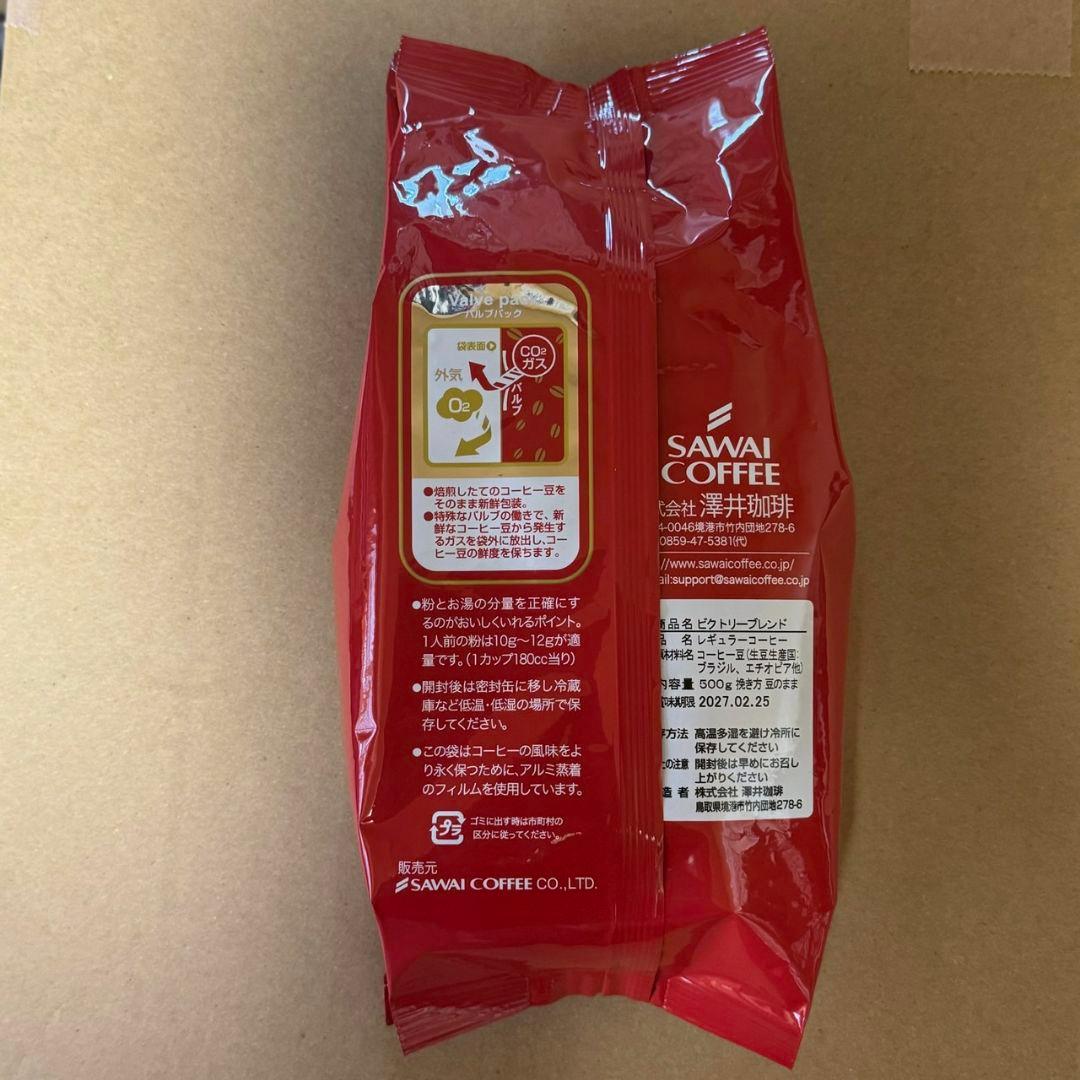 Valve pack
バルブパック
袋表面
CO2
ガス
外気
O2
バルブ
●焙煎したてのコーヒー豆を
そのまま新鮮包装。
●特殊なバルブの働きで、新
鮮なコーヒー豆から発生す
るガスを袋外に放出し、コー
ヒー豆の鮮度を保ちます。
●粉とお湯の分量を正確にす
るのがおいしくいれるポイント。
1人前の粉は10g〜12gが適
量です。(1カップ180cc当り)
●開封後は密封缶に移し冷蔵
庫など低温・低湿の場所で保
存してください。
●この袋はコーヒーの風味をよ
り永く保つために、アルミ蒸着
のフィルムを使用しています。
プラ
ゴミに出す時は市町村の
区分に従ってください。
販売元
SAWAI COFFEE CO.,LTD.
SAWAI
COFFEE
式会社 澤井珈琲
4-0046境港市竹内団地278-6
0859-47-5381(代)
//www.sawaicoffee.co.jp/
ail:support@sawaicoffee.co.jp
商品名 ビクトリーブレンド
品 名 レギュラーコーヒー
原材料名 コーヒー豆(生豆生産国:
ブラジル、エチオピア他)
内容量 500g 挽き方 豆のまま
賞味期限 2027.02.25
存方法 高温多湿を避け冷所に
保存してください
上の注意 開封後は早めにお召し
上がりください
造 者 株式会社 澤井珈琲
鳥取県境港市竹内団地278-6